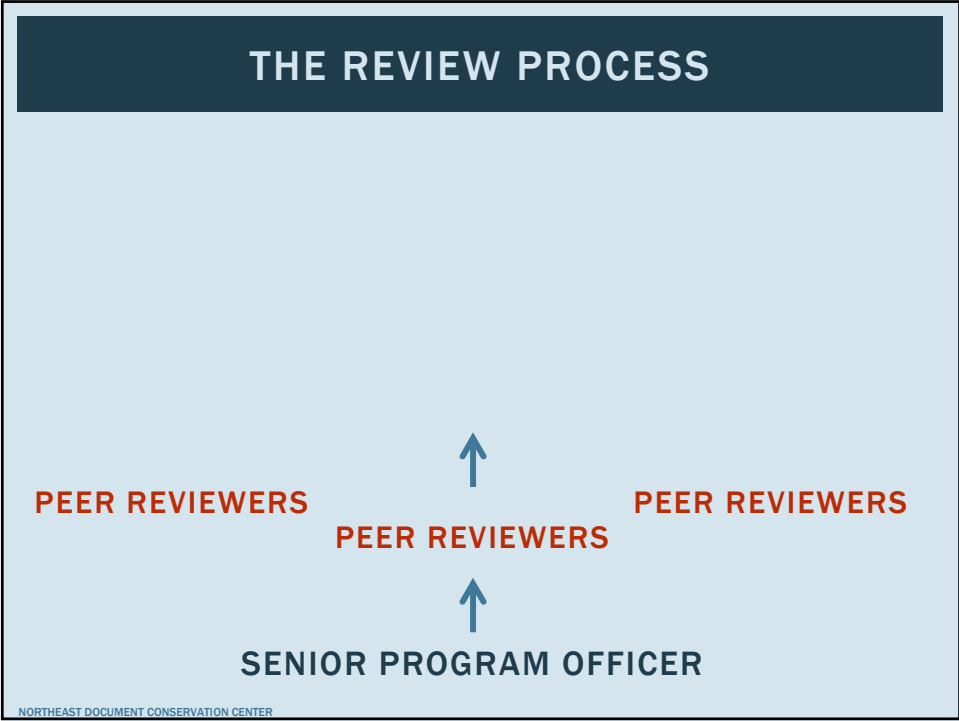 THE REVIEW PROCESS
PEER REVIEWERS
PEER REVIEWERS
PEER REVIEWERS
SENIOR PROGRAM OFFICER
NORTHEAST DOCUMENT CONSERVATION CENTER